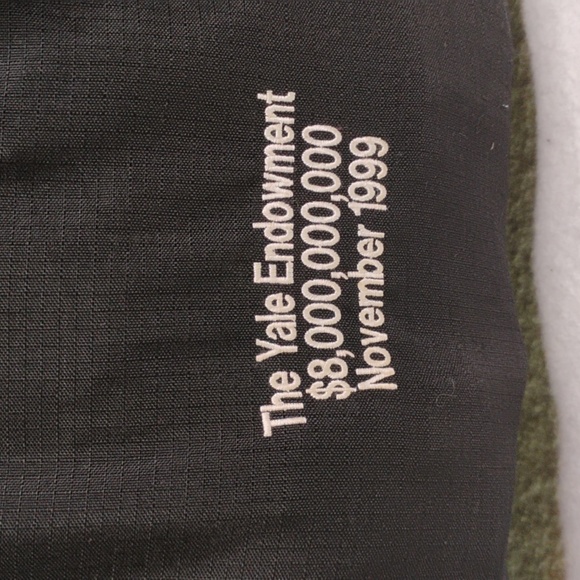 The Yale Endowment
$8,000,000,000
November 1999